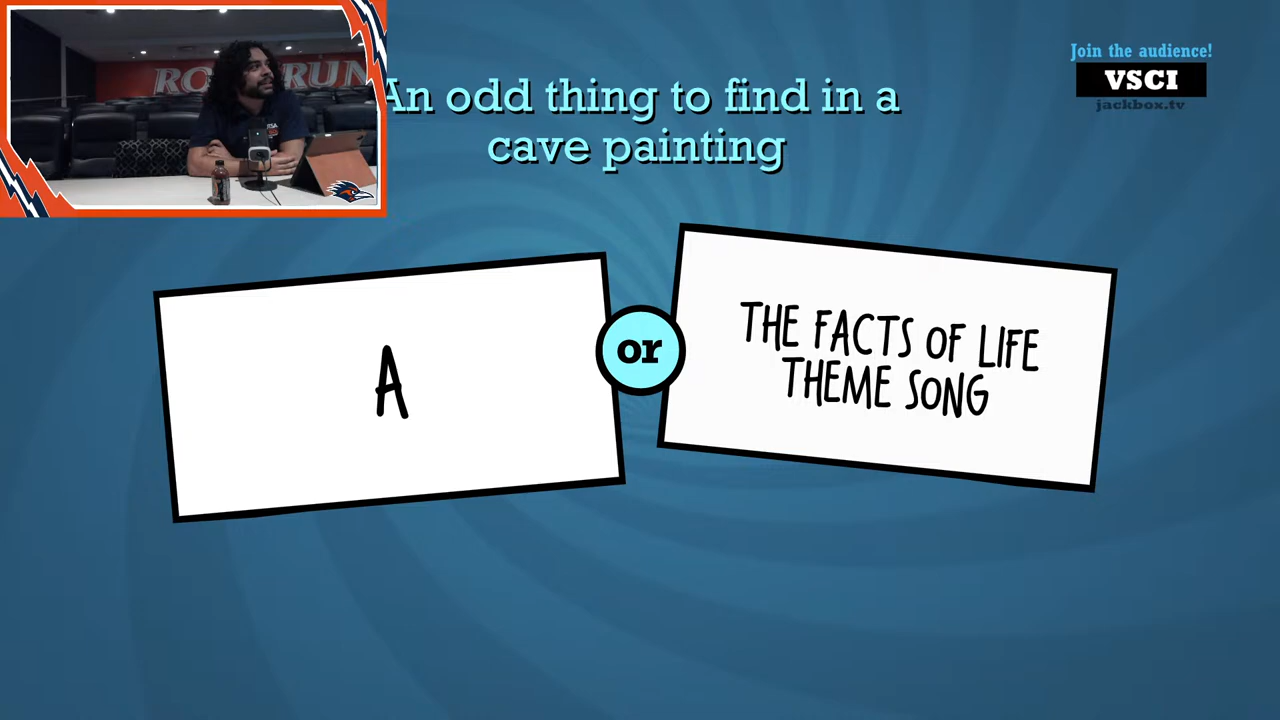 Join the audience!
VSCI
jackbox.tv
An odd thing to find in a
cave painting
A
or
THE FACTS OF LIFE
THEME SONG